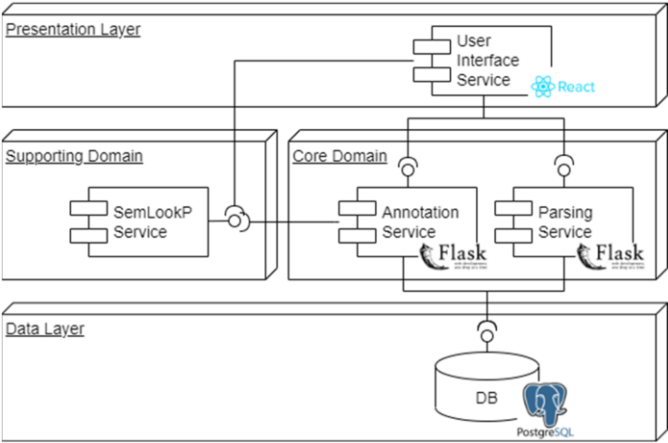 Presentation Layer
User
Interface
Service
React
Supporting Domain
SemLookP
Service
Core Domain
Annotation
Service
Flask
Parsing
Service
Flask
Data Layer
DB
PostgreSQL